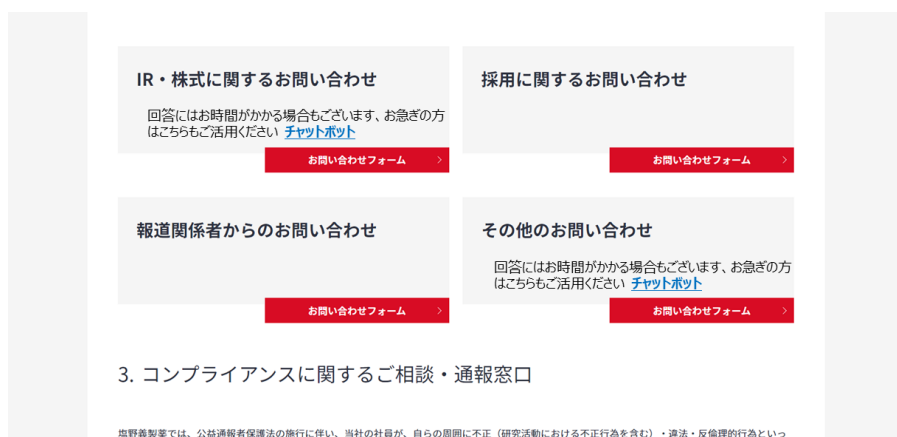 IR・株式に関するお問い合わせ
回答にはお時間がかかる場合もございます、お急ぎの方
はこちらもご活用ください チャットボット
お問い合わせフォーム
採用に関するお問い合わせ
お問い合わせフォーム
報道関係者からのお問い合わせ
お問い合わせフォーム
その他のお問い合わせ
回答にはお時間がかかる場合もございます、お急ぎの方
はこちらもご活用ください チャットボット
お問い合わせフォーム
3. コンプライアンスに関するご相談・通報窓口
塩野義製薬では、公益通報者保護法の施行に伴い、当社の社員が、自らの周囲に不正（研究活動における不正行為を含む）・違法・反倫理的行為といっ